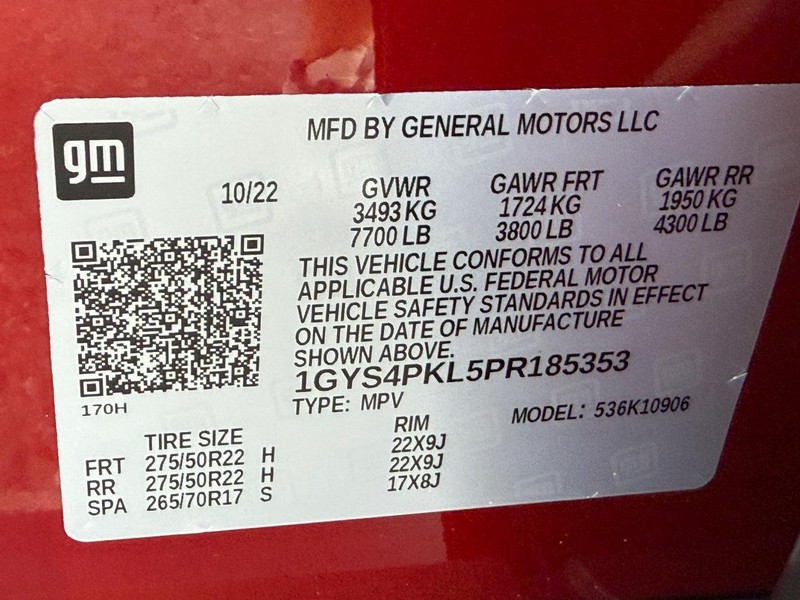 gm
MFD BY GENERAL MOTORS LLC
10/22 GVWR GAWR FRT GAWR RR
3493 KG 1724 KG 1950 KG
7700 LB 3800 LB 4300 LB
THIS VEHICLE CONFORMS TO ALL
APPLICABLE U.S. FEDERAL MOTOR
VEHICLE SAFETY STANDARDS IN EFFECT
ON THE DATE OF MANUFACTURE
SHOWN ABOVE.
1GYS4PKL5PR185353
170H
TYPE: MPV MODEL: 536K10906
TIRE SIZE RIM
FRT 275/50R22 H 22X9J
RR 275/50R22 H 22X9J
SPA 265/70R17 S 17X8J